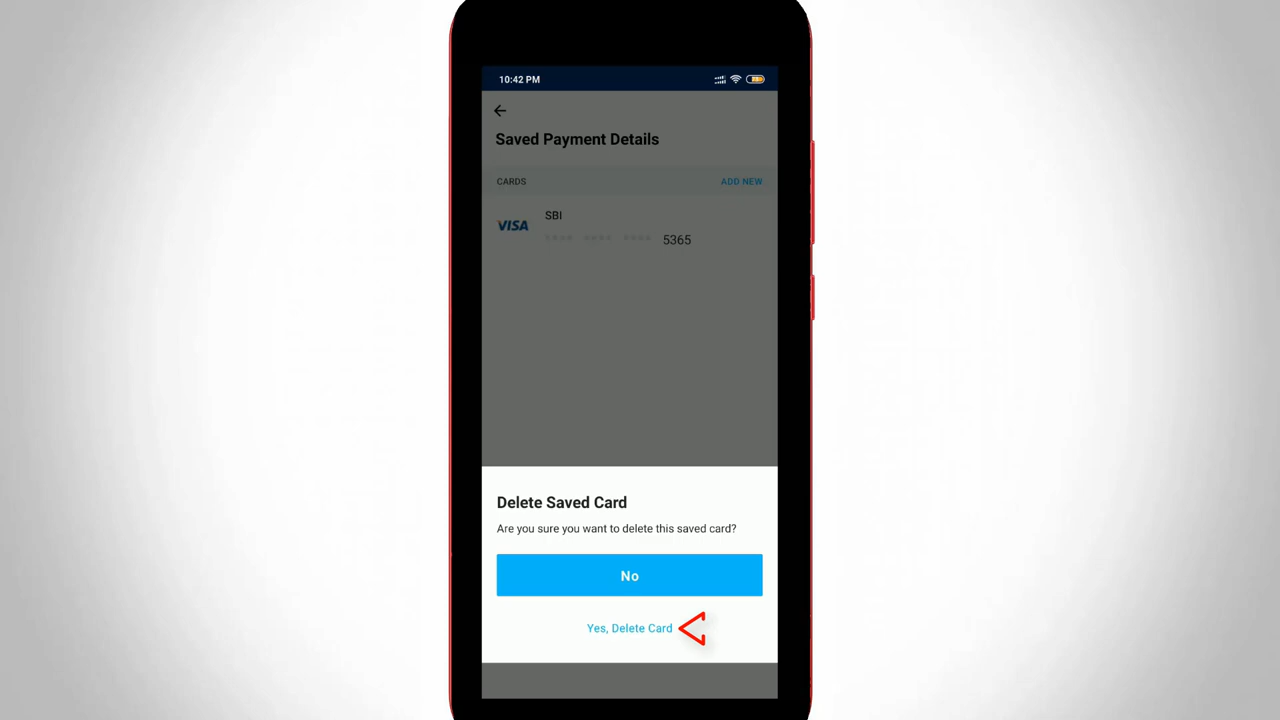 10:42 PM
Saved Payment Details
CARDS
ADD NEW
SBI
VISA
**** **** **** 5365
Delete Saved Card
Are you sure you want to delete this saved card?
No
Yes, Delete Card